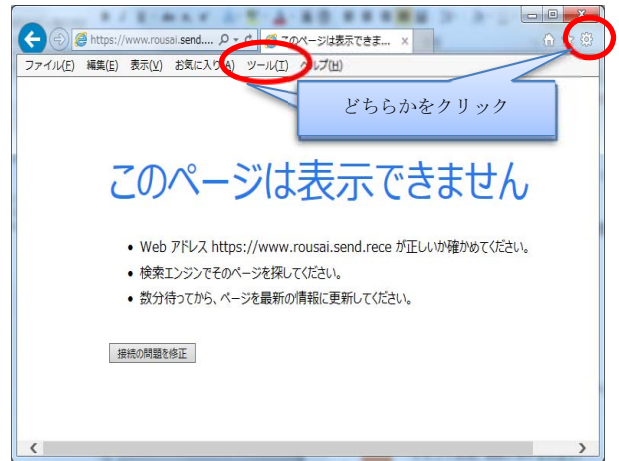 https://www.rousai.send.... このページは表示できま... ×
ファイル(F) 編集(E) 表示(V) お気に入り(A) ツール(T) ヘルプ(H)
どちらかをクリック
このページは表示できません
• Web アドレス https://www.rousai.send.rece が正しいか確かめてください。
• 検索エンジンでそのページを探してください。
• 数分待ってから、ページを最新の情報に更新してください。
接続の問題を修正